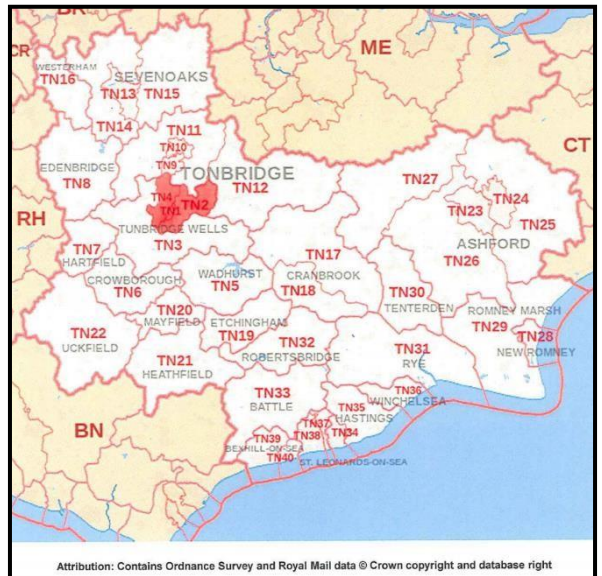 BR
ME
CR
WESTERHAM
TN16
SEVENOAKS
TN13
TN15
TN14
TN11
TN10
TN9
CT
EDENBRIDGE
TN8
TONBRIDGE
TN12
TN27
TN24
TN23
TN25
TN4
TN2
TN1
RH
TUNBRIDGE WELLS
TN3
ASHFORD
TN26
TN7
HARTFIELD
TN17
CROWBOROUGH
TN6
WADHURST
TN5
CRANBROOK
TN18
TN30
TENTERDEN
TN20
MAYFIELD
ETCHINGHAM
TN19
ROMNEY MARSH
TN29
TN28
NEW ROMNEY
TN22
UCKFIELD
TN32
ROBERTSBRIDGE
TN31
RYE
TN21
HEATHFIELD
TN33
BATTLE
TN36
WINCHELSEA
TN35
HASTINGS
TN37
TN38
TN34
BN
TN39
BEXHILL-ON-SEA
TN40
ST. LEONARDS-ON-SEA
Attribution: Contains Ordnance Survey and Royal Mail data © Crown copyright and database right